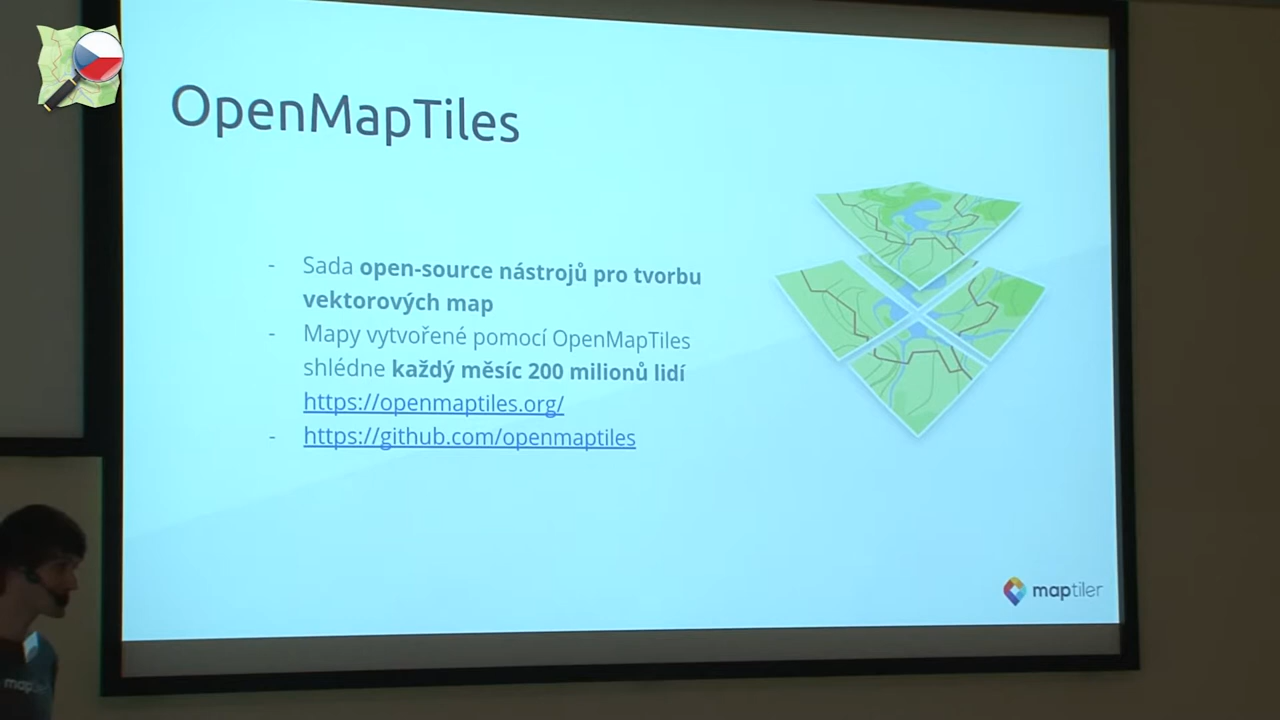 OpenMapTiles
- Sada open-source nástrojů pro tvorbu
vektorových map
- Mapy vytvořené pomocí OpenMapTiles
shlédne každý měsíc 200 milionů lidí
https://openmaptiles.org/
- https://github.com/openmaptiles
maptiler
map